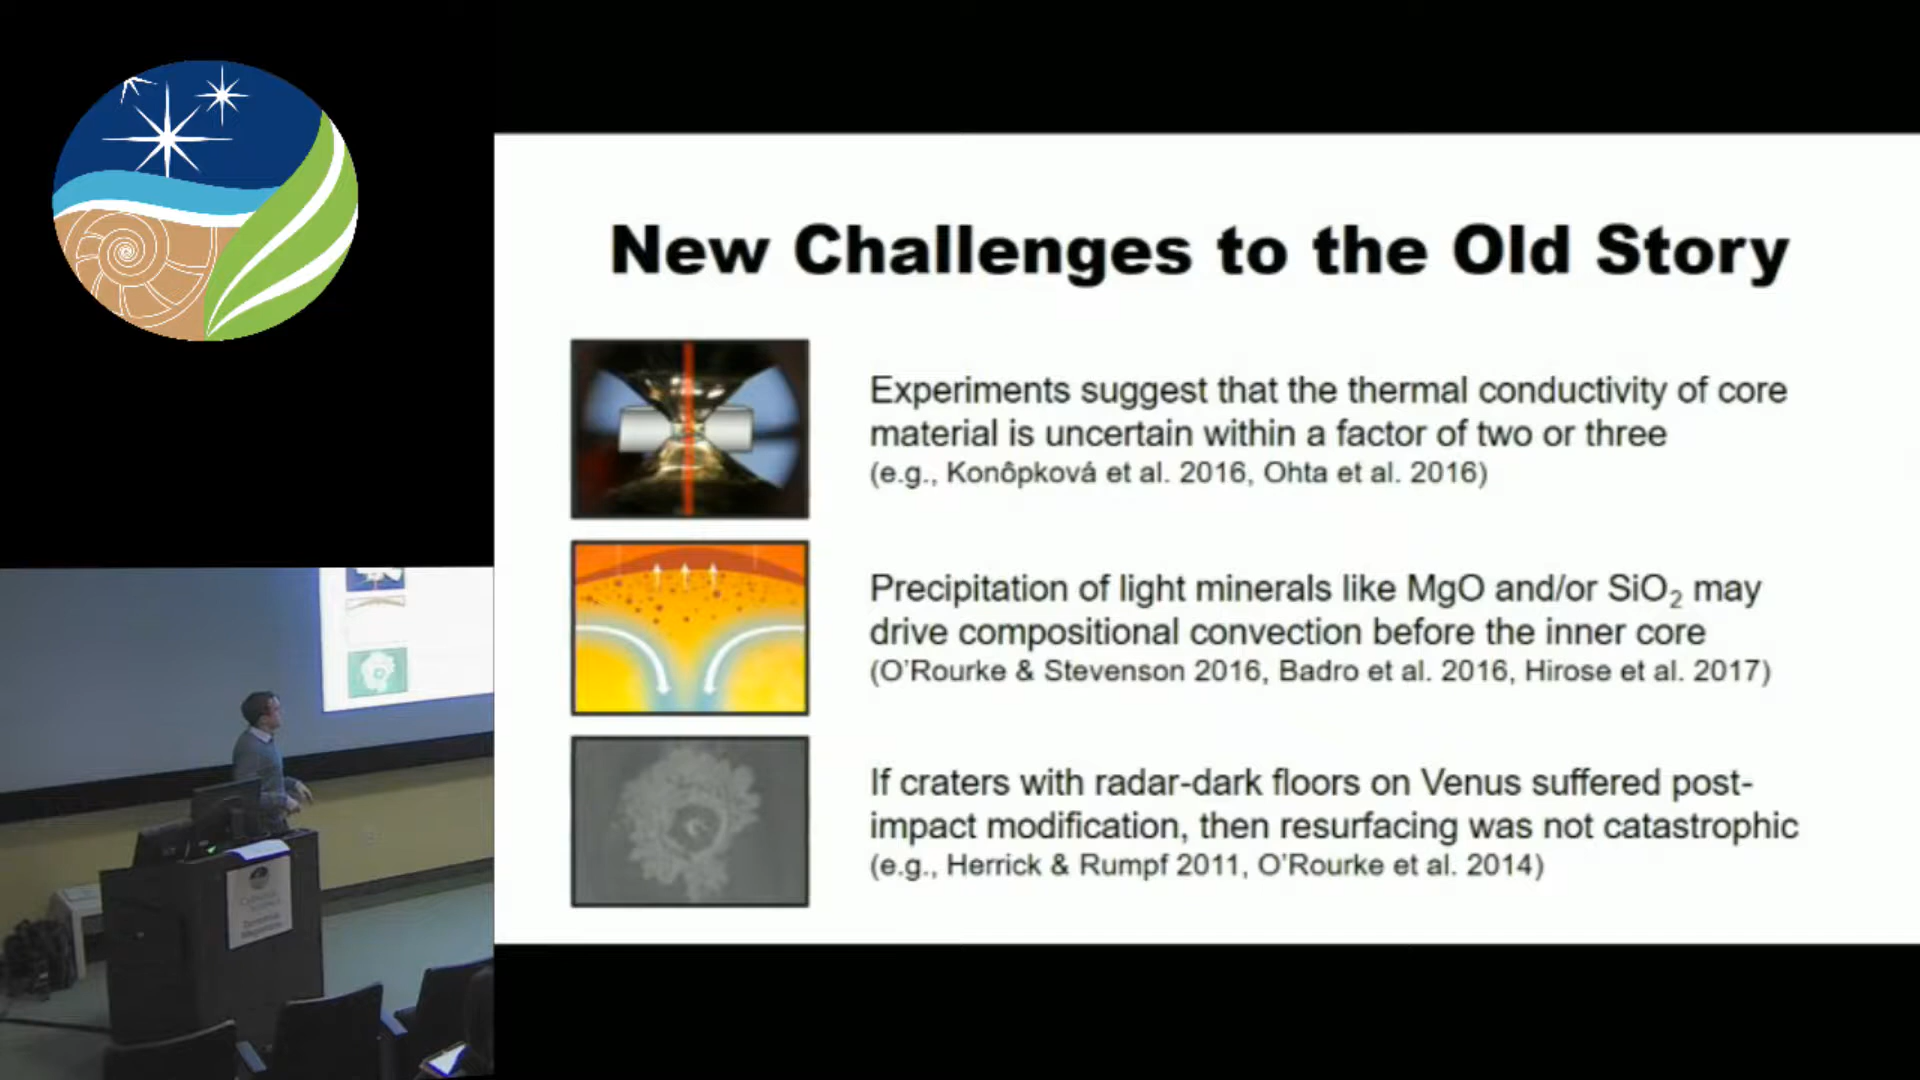 New Challenges to the Old Story
Experiments suggest that the thermal conductivity of core
material is uncertain within a factor of two or three
(e.g., Konôpková et al. 2016, Ohta et al. 2016)
Precipitation of light minerals like MgO and/or SiO₂ may
drive compositional convection before the inner core
(O'Rourke & Stevenson 2016, Badro et al. 2016, Hirose et al. 2017)
If craters with radar-dark floors on Venus suffered post-
impact modification, then resurfacing was not catastrophic
(e.g., Herrick & Rumpf 2011, O'Rourke et al. 2014)